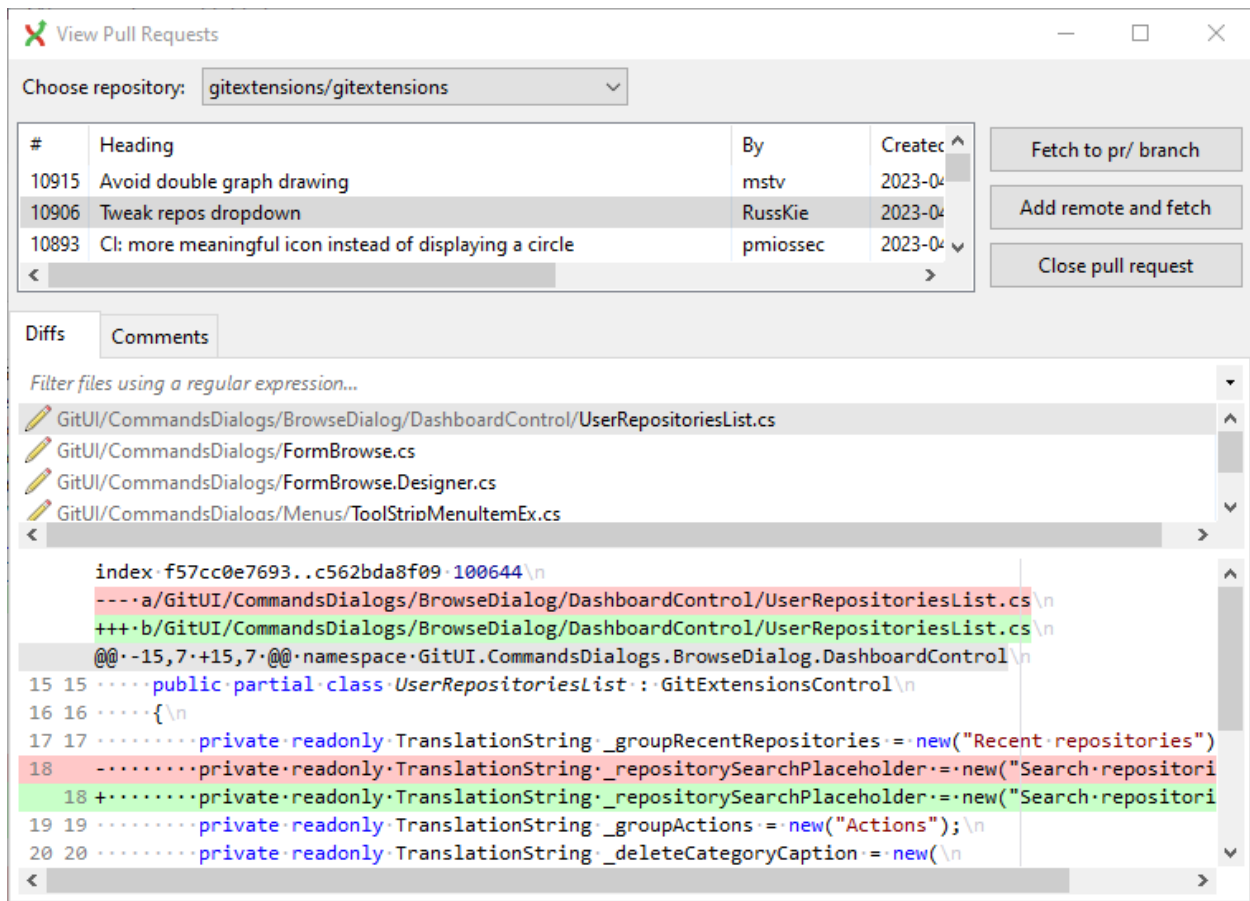 View Pull Requests
Choose repository: gitextensions/gitextensions
# Heading By Created
10915 Avoid double graph drawing mstv 2023-04
10906 Tweak repos dropdown RussKie 2023-04
10893 CI: more meaningful icon instead of displaying a circle pmiossec 2023-04
Fetch to pr/ branch
Add remote and fetch
Close pull request
Diffs Comments
Filter files using a regular expression...
GitUI/CommandsDialogs/BrowseDialog/DashboardControl/UserRepositoriesList.cs
GitUI/CommandsDialogs/FormBrowse.cs
GitUI/CommandsDialogs/FormBrowse.Designer.cs
GitUI/CommandsDialogs/Menus/ToolStripMenuItemEx.cs
index·f57cc0e7693..c562bda8f09·100644\n
---·a/GitUI/CommandsDialogs/BrowseDialog/DashboardControl/UserRepositoriesList.cs\n
+++·b/GitUI/CommandsDialogs/BrowseDialog/DashboardControl/UserRepositoriesList.cs\n
@@·-15,7·+15,7·@@·namespace·GitUI.CommandsDialogs.BrowseDialog.DashboardControl\n
15 15 ·····public·partial·class·UserRepositoriesList·:·GitExtensionsControl\n
16 16 ·····{\n
17 17 ·········private·readonly·TranslationString·_groupRecentRepositories·=·new("Recent·repositories")
18 -·········private·readonly·TranslationString·_repositorySearchPlaceholder·=·new("Search·repositori
18 +·········private·readonly·TranslationString·_repositorySearchPlaceholder·=·new("Search·repositori
19 19 ·········private·readonly·TranslationString·_groupActions·=·new("Actions");\n
20 20 ·········private·readonly·TranslationString·_deleteCategoryCaption·=·new(\n